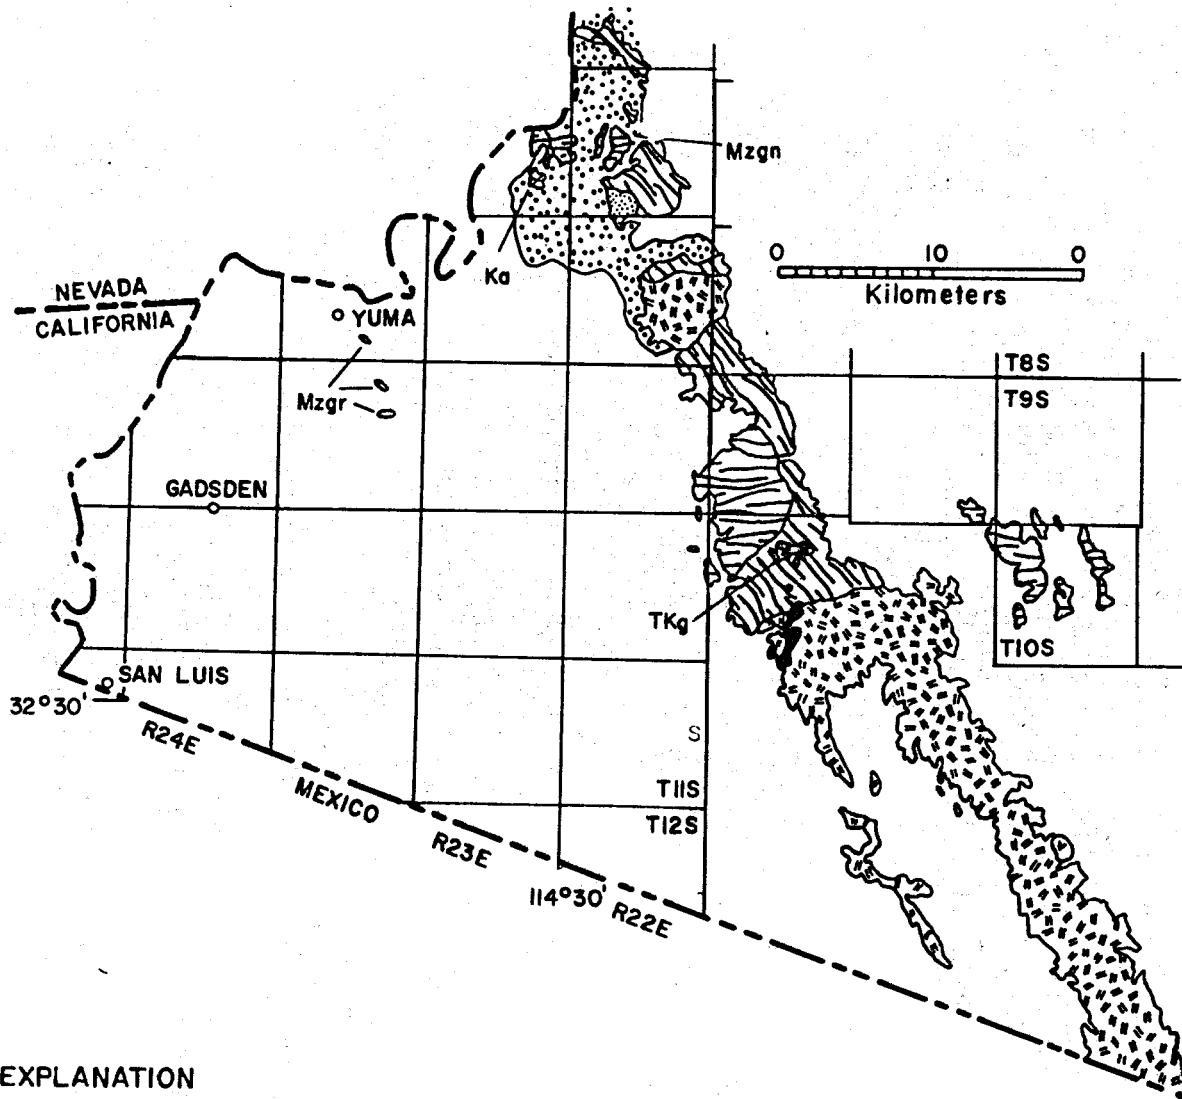 Mzgn
0 10 0
Kilometers
Ka
NEVADA
CALIFORNIA
YUMA
Mzgr
T8S
T9S
GADSDEN
TKg
T10S
SAN LUIS
32°30'
R24E
S
MEXICO
T11S
T12S
R23E
114°30'
R22E
EXPLANATION